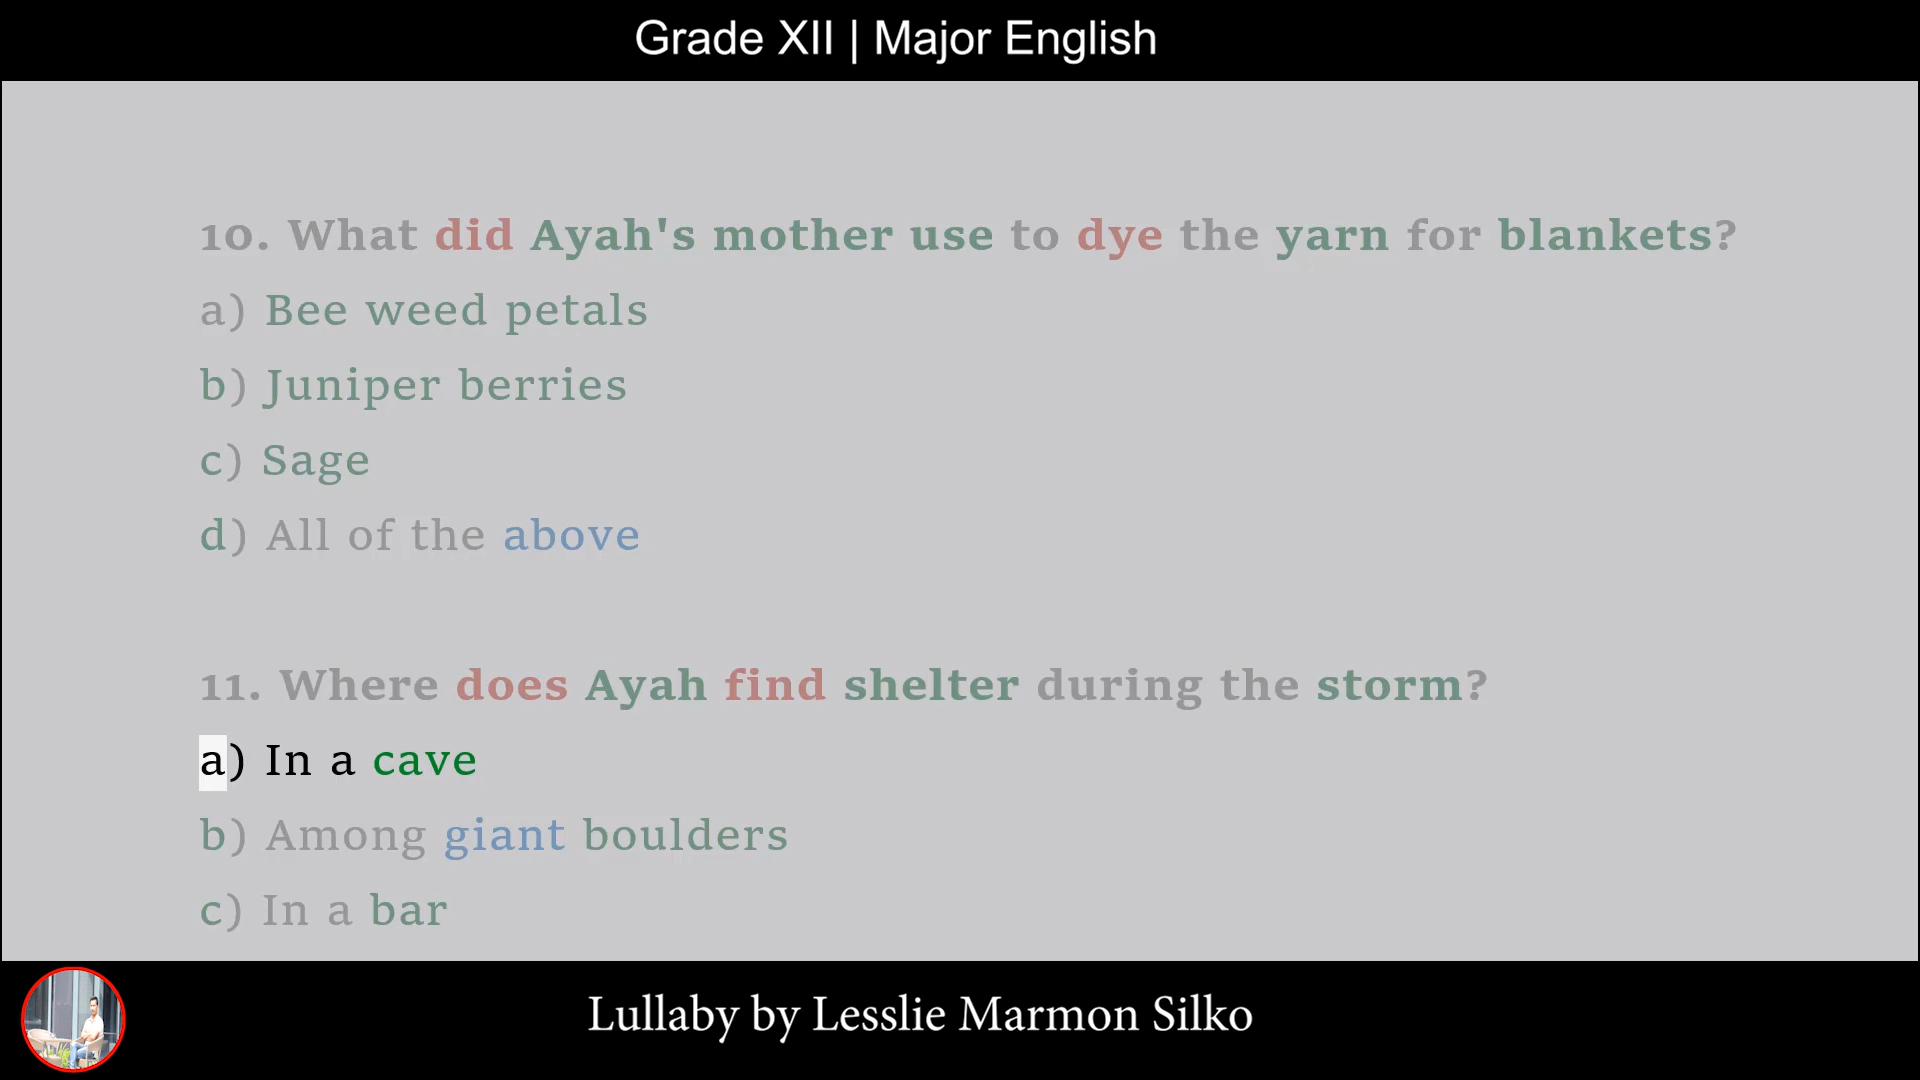 Grade XII | Major English
10. What did Ayah's mother use to dye the yarn for blankets?
a) Bee weed petals
b) Juniper berries
c) Sage
d) All of the above
11. Where does Ayah find shelter during the storm?
a) In a cave
b) Among giant boulders
c) In a bar
Lullaby by Lesslie Marmon Silko